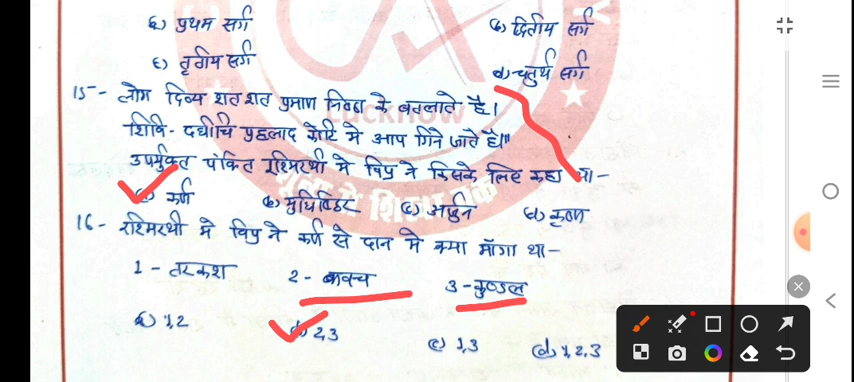 a) प्रथम सर्ग b) द्वितीय सर्ग
c) तृतीय सर्ग d) चतुर्थ सर्ग
15- लोग दिव्य शत शत प्रमाण निष्ठा के बतलाते है।
शिवि - दधीचि प्रहलाद कोटि मे आप गिने जाते है।"
उपर्युक्त पंक्ति रश्मिरथी मे विप्र ने किसके लिए कहा था -
(a) कर्ण (b) युधिष्ठिर (c) अर्जुन (d) कृष्ण
16- रश्मिरथी मे विप्र ने कर्ण से दान मे क्या माँगा था -
1 - तरकश 2 - कवच 3 - कुण्डल
a) 1,2 (b) 2,3 (c) 1,3 (d) 1,2,3
Lucknow